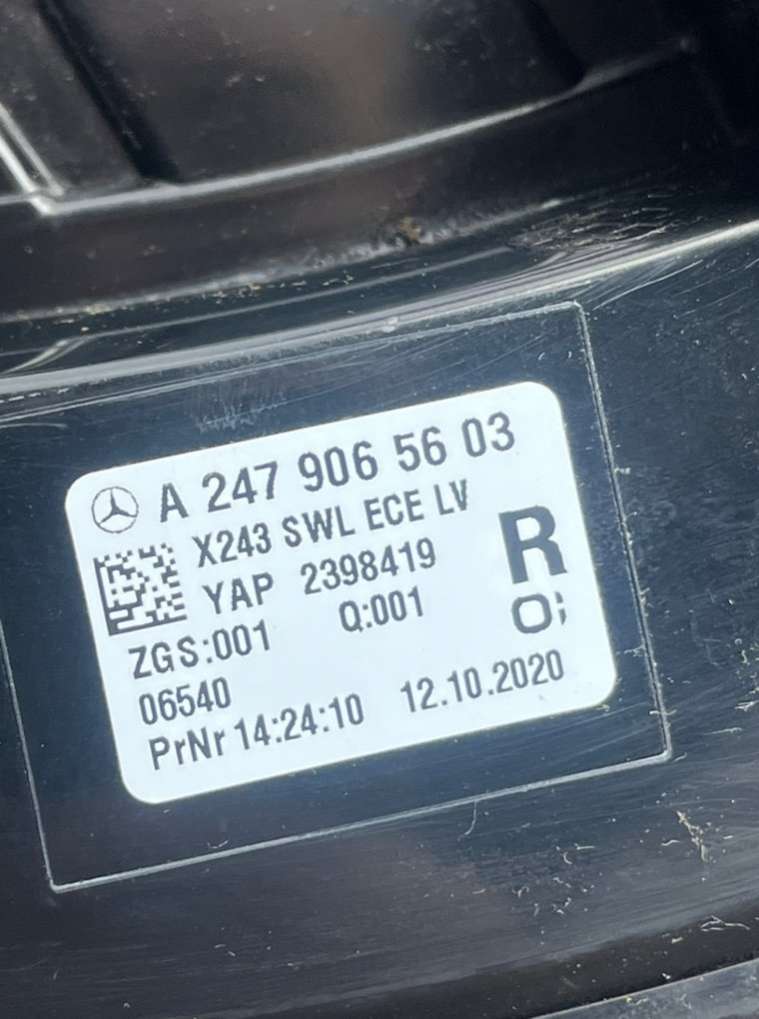 A 247 906 56 03
X243 SWL ECE LV
YAP 2398419
R
ZGS:001 Q:001
O;
06540
PrNr 14:24:10 12.10.2020